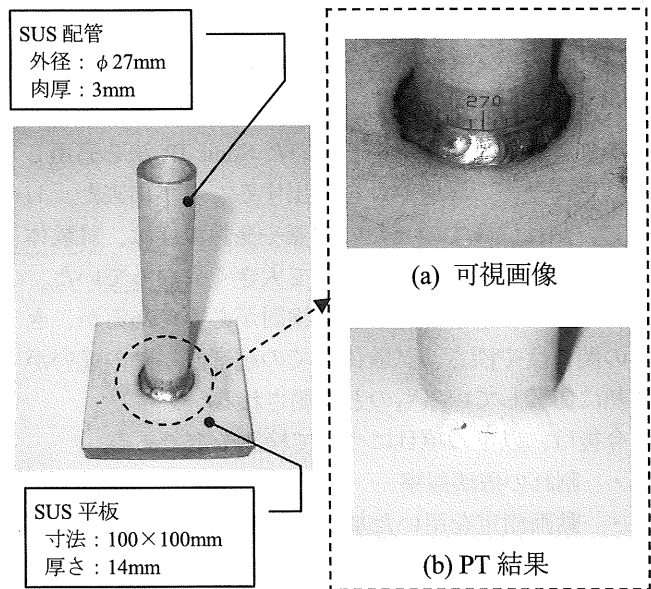 SUS 配管
外径：φ27mm
肉厚：3mm
270
(a) 可視画像
SUS 平板
寸法：100×100mm
厚さ：14mm
(b) PT 結果